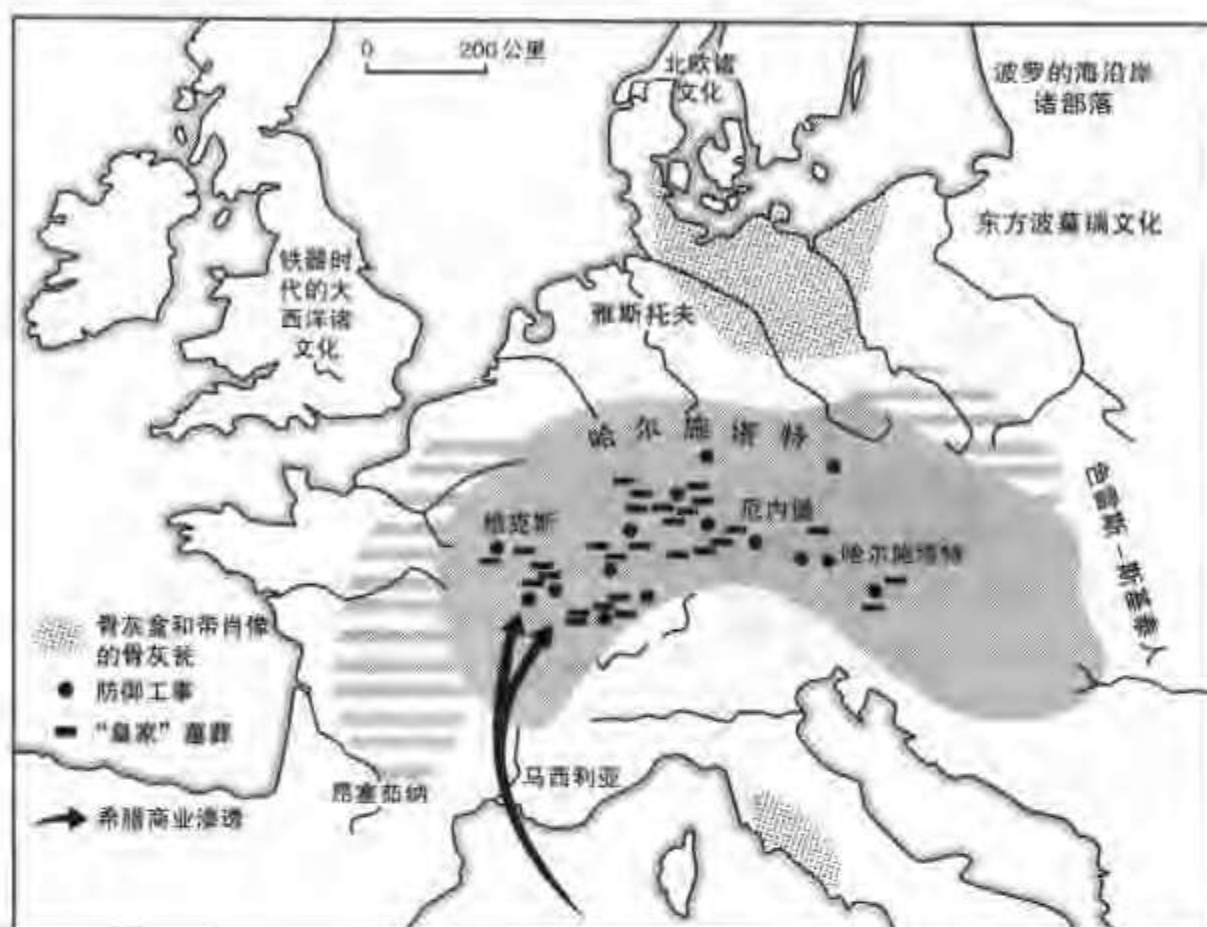 0 200公里
北欧诸
文化
波罗的海沿岸
诸部落
东方波幕瑞文化
铁器时
代的大
西洋诸
文化
雅斯托夫
哈尔施塔特
维克斯
厄内堡
哈尔施塔特
骨灰盒和带肖像
的骨灰瓮
防御工事
“皇家”墓葬
希腊商业渗透
昂塞茹纳
马西利亚